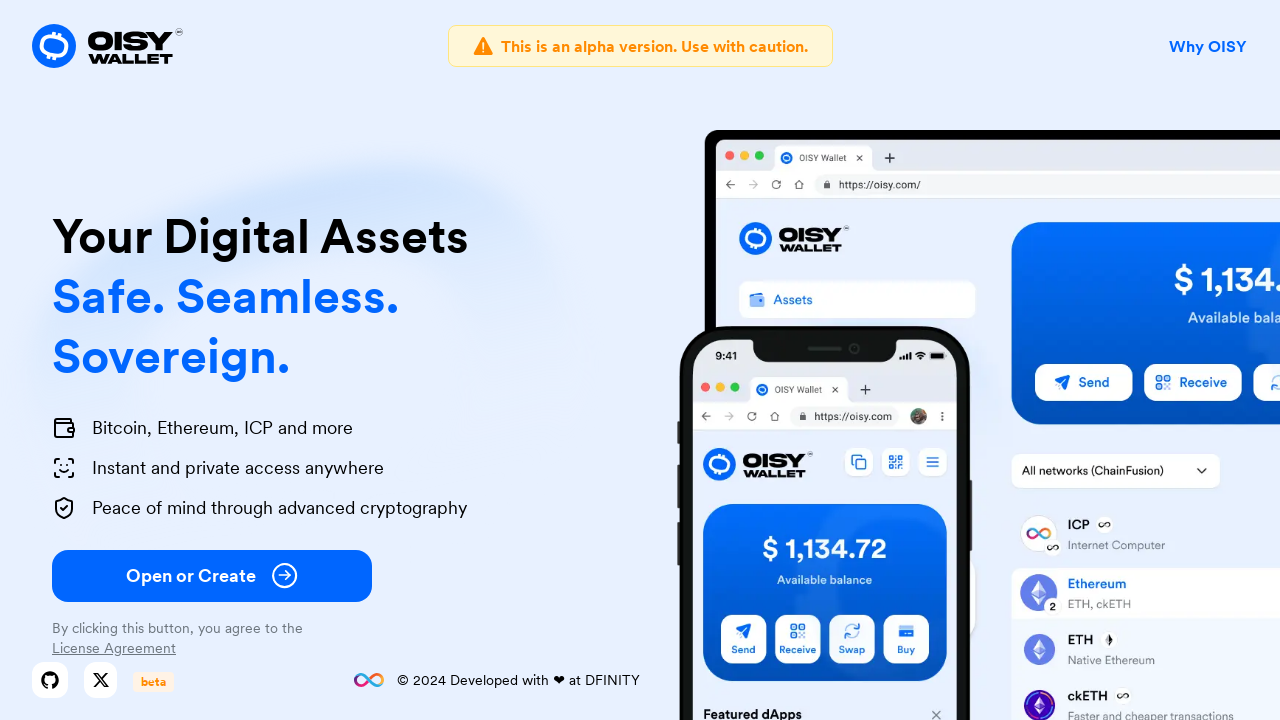 OISY
WALLET
This is an alpha version. Use with caution.
Why OISY
Your Digital Assets
Safe. Seamless.
Sovereign.
Bitcoin, Ethereum, ICP and more
Instant and private access anywhere
Peace of mind through advanced cryptography
Open or Create
By clicking this button, you agree to the
License Agreement
beta
© 2024 Developed with ❤ at DFINITY
OISY Wallet
https://oisy.com/
OISY
WALLET
Assets
$ 1,134.
Available bala
Send
Receive
All networks (ChainFusion)
ICP
Internet Computer
Ethereum
2
ETH, ckETH
ETH
Native Ethereum
ckETH
Faster and cheaper transactions
9:41
OISY Wallet
https://oisy.com
OISY
WALLET
$ 1,134.72
Available balance
Send
Receive
Swap
Buy
Featured dApps